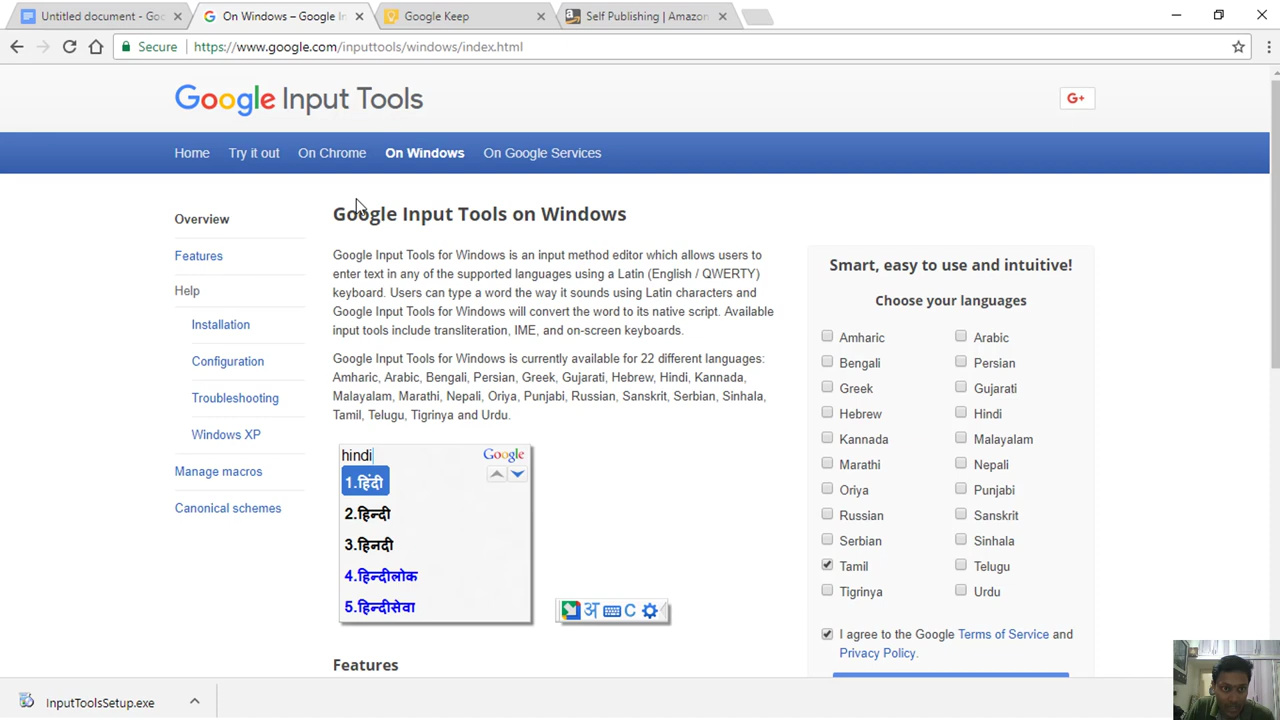 Untitled document - Goo
On Windows – Google In
Google Keep
Self Publishing | Amazon
Secure
https://www.google.com/inputtools/windows/index.html
Google Input Tools
G+
Home
Try it out
On Chrome
On Windows
On Google Services
Overview
Features
Help
Installation
Configuration
Troubleshooting
Windows XP
Manage macros
Canonical schemes
Google Input Tools on Windows
Google Input Tools for Windows is an input method editor which allows users to
enter text in any of the supported languages using a Latin (English / QWERTY)
keyboard. Users can type a word the way it sounds using Latin characters and
Google Input Tools for Windows will convert the word to its native script. Available
input tools include transliteration, IME, and on-screen keyboards.
Google Input Tools for Windows is currently available for 22 different languages:
Amharic, Arabic, Bengali, Persian, Greek, Gujarati, Hebrew, Hindi, Kannada,
Malayalam, Marathi, Nepali, Oriya, Punjabi, Russian, Sanskrit, Serbian, Sinhala,
Tamil, Telugu, Tigrinya and Urdu.
hindi
Google
1.हिंदी
2.हिन्दी
3.हिनदी
4.हिन्दीलोक
5.हिन्दीसेवा
अ C
Features
Smart, easy to use and intuitive!
Choose your languages
Amharic Arabic
Bengali Persian
Greek Gujarati
Hebrew Hindi
Kannada Malayalam
Marathi Nepali
Oriya Punjabi
Russian Sanskrit
Serbian Sinhala
Tamil Telugu
Tigrinya Urdu
I agree to the Google Terms of Service and
Privacy Policy.
InputToolsSetup.exe